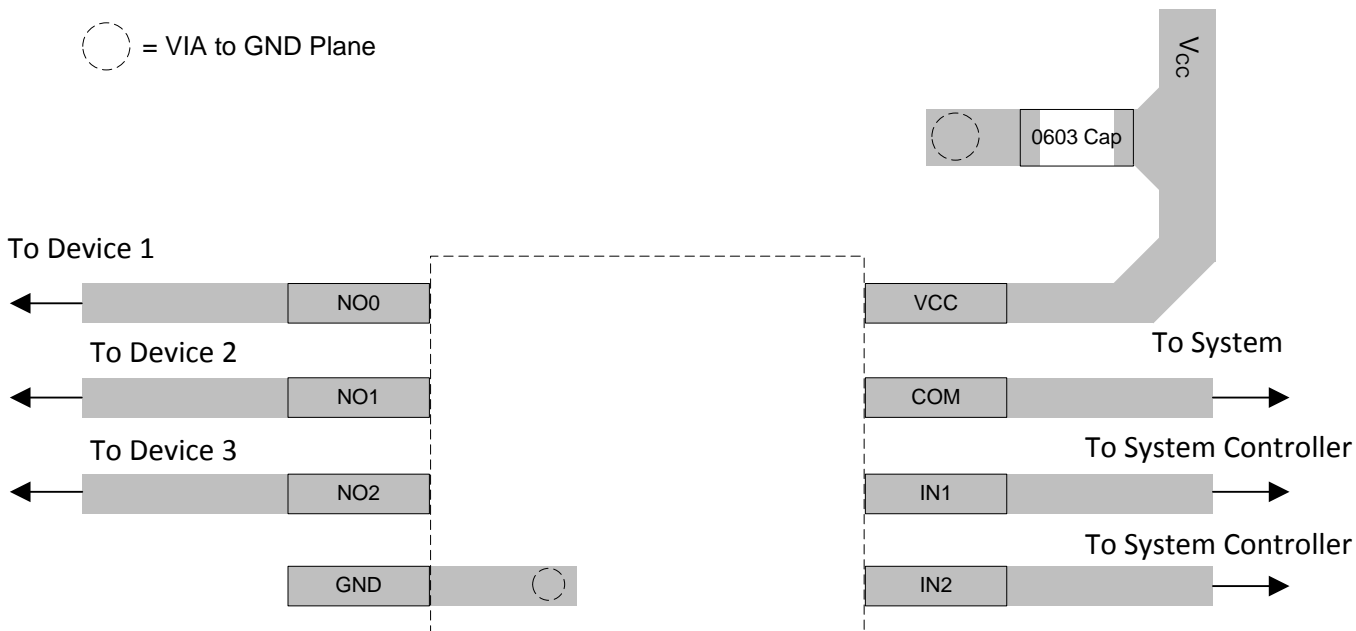 = VIA to GND Plane
Vcc
0603 Cap
To Device 1
NO0
VCC
To Device 2
To System
NO1
COM
To Device 3
To System Controller
NO2
IN1
To System Controller
GND
IN2